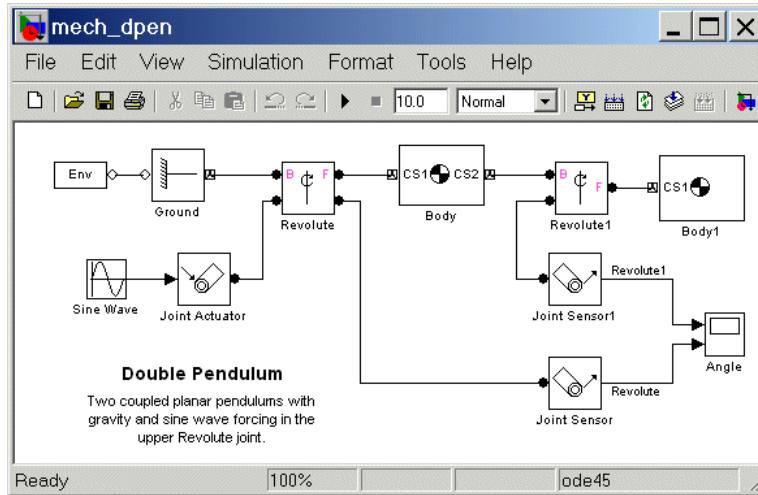 mech_dpen
File Edit View Simulation Format Tools Help
10.0 Normal
Env
Ground
B F
Revolute
CS1 CS2
Body
B F
Revolute1
CS1
Body1
Sine Wave
Joint Actuator
Revolute1
Joint Sensor1
Angle
Revolute
Joint Sensor
Double Pendulum
Two coupled planar pendulums with
gravity and sine wave forcing in the
upper Revolute joint.
Ready 100% ode45